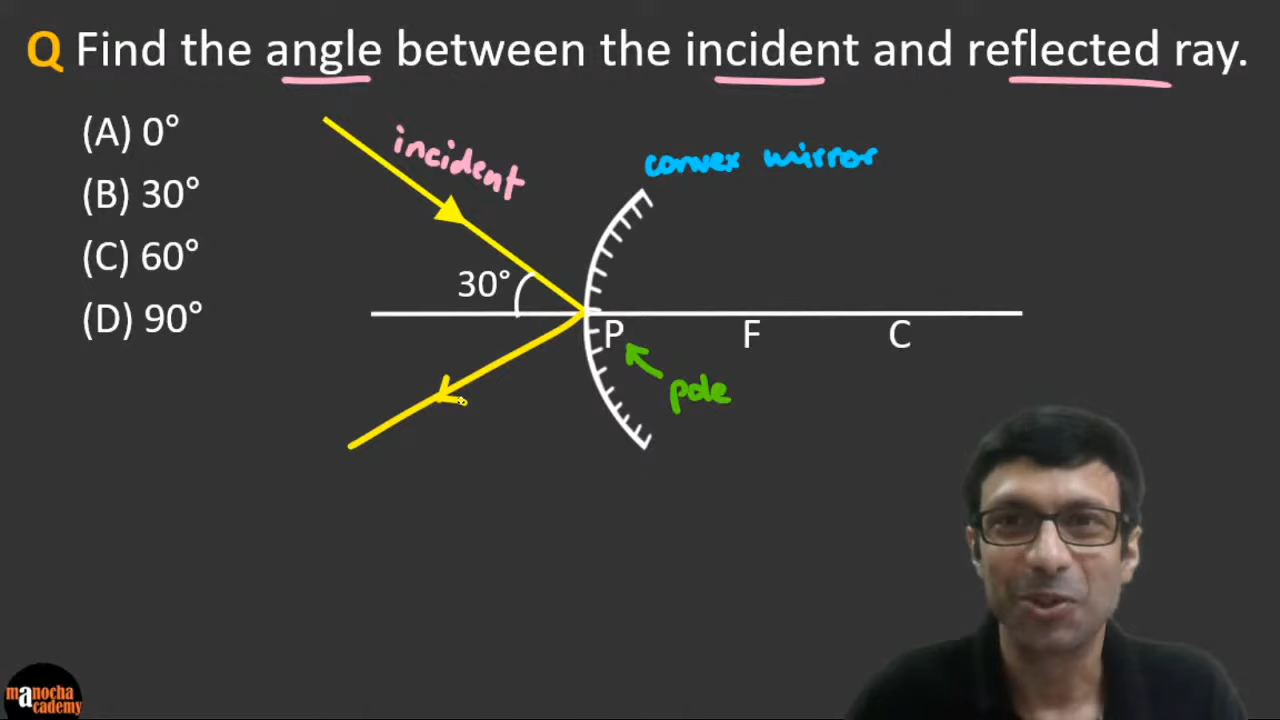 Q Find the angle between the incident and reflected ray.
(A) 0°
(B) 30°
(C) 60°
(D) 90°
incident
convex mirror
30°
P
F
C
pole
manocha
academy